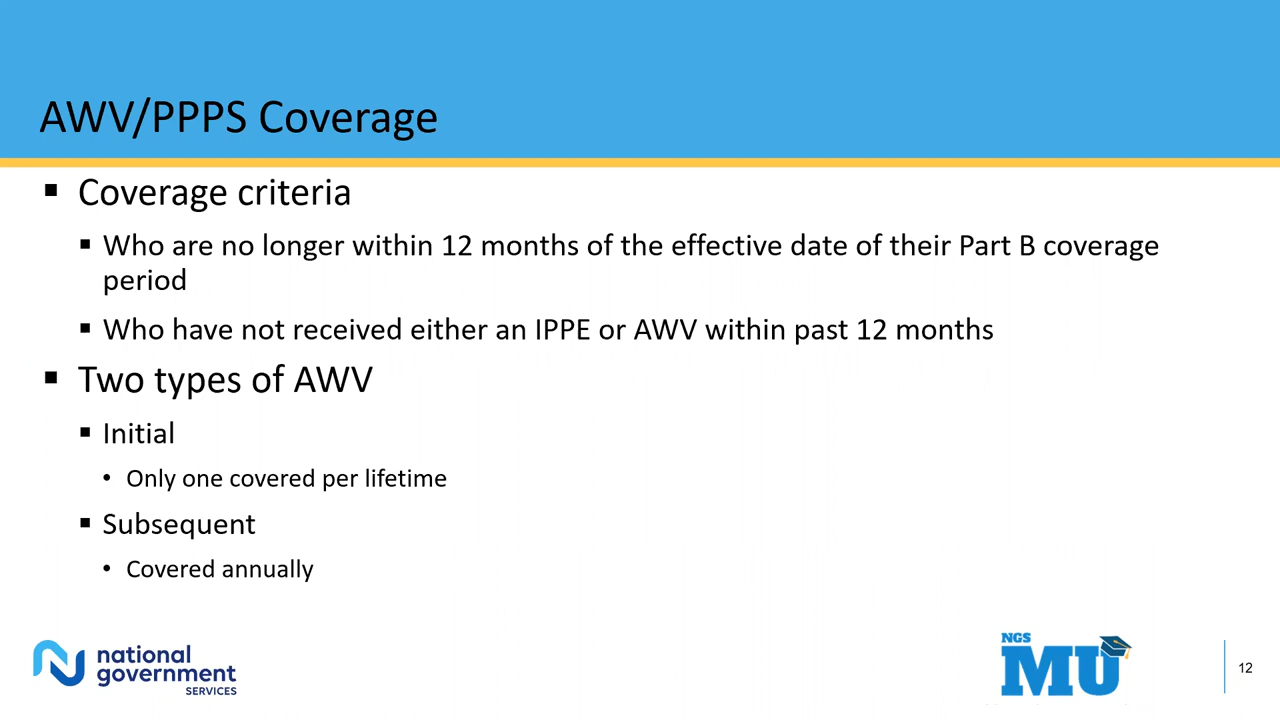 AWV/PPPS Coverage
▪ Coverage criteria
▪ Who are no longer within 12 months of the effective date of their Part B coverage
period
▪ Who have not received either an IPPE or AWV within past 12 months
▪ Two types of AWV
▪ Initial
• Only one covered per lifetime
▪ Subsequent
• Covered annually
national
government
SERVICES
NGS
MU
12